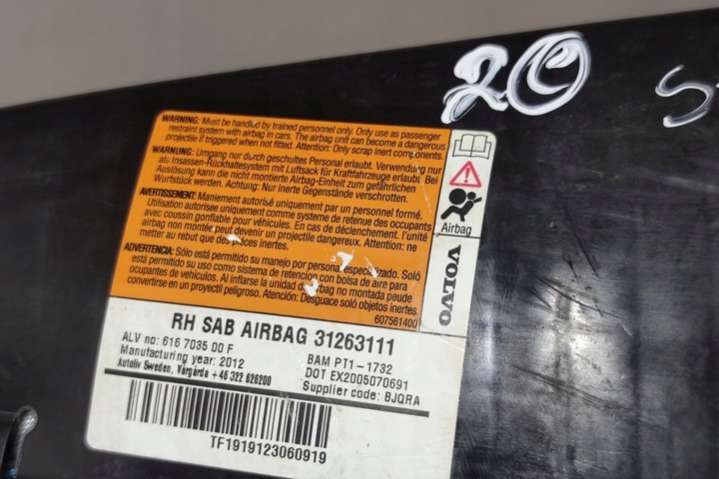 20 S
WARNING: Must be handled by trained personnel only. Only use as passenger
restraint system with airbag in cars. The airbag unit can become a dangerous
projectile if triggered when not fitted. Attention: Only scrap inert components.
WARNUNG: Umgang nur durch geschultes Personal erlaubt. Verwendung nur
als Insassen-Rückhaltesystem mit Luftsack für Kraftfahrzeuge erlaubt. Bei
Auslösung kann die nicht montierte Airbag-Einheit zum gefährlichen
Wurfstück werden. Achtung: Nur inerte Gegenstände verschrotten.
AVERTISSEMENT: Maniement autorisé uniquement par un personnel formé.
Utilisation autorisée uniquement comme système de retenue des occupants
avec coussin gonflable pour véhicules. En cas de déclenchement, l'unité
airbag non montée peut devenir un projectile dangereux. Attention: ne
mettre au rebut que des pièces inertes.
ADVERTENCIA: Sólo está permitido su manejo por personal especializado. Soló
está permitido su uso como sistema de retención con bolsa de aire para
ocupantes de vehículos. Al inflarse la unidad de airbag no montada peude
convertirse en un proyectil peligroso. Atención: Desguace soló objetos inertes.
607561400
Airbag
VOLVO
RH SAB AIRBAG 31263111
ALV no: 616 7035 00 F
Manufacturing year: 2012
Autoliv Sweden, Vårgårda +46 322 626200
BAM PT1-1732
DOT EX2005070691
Supplier code: BJQRA
TF1919123060919